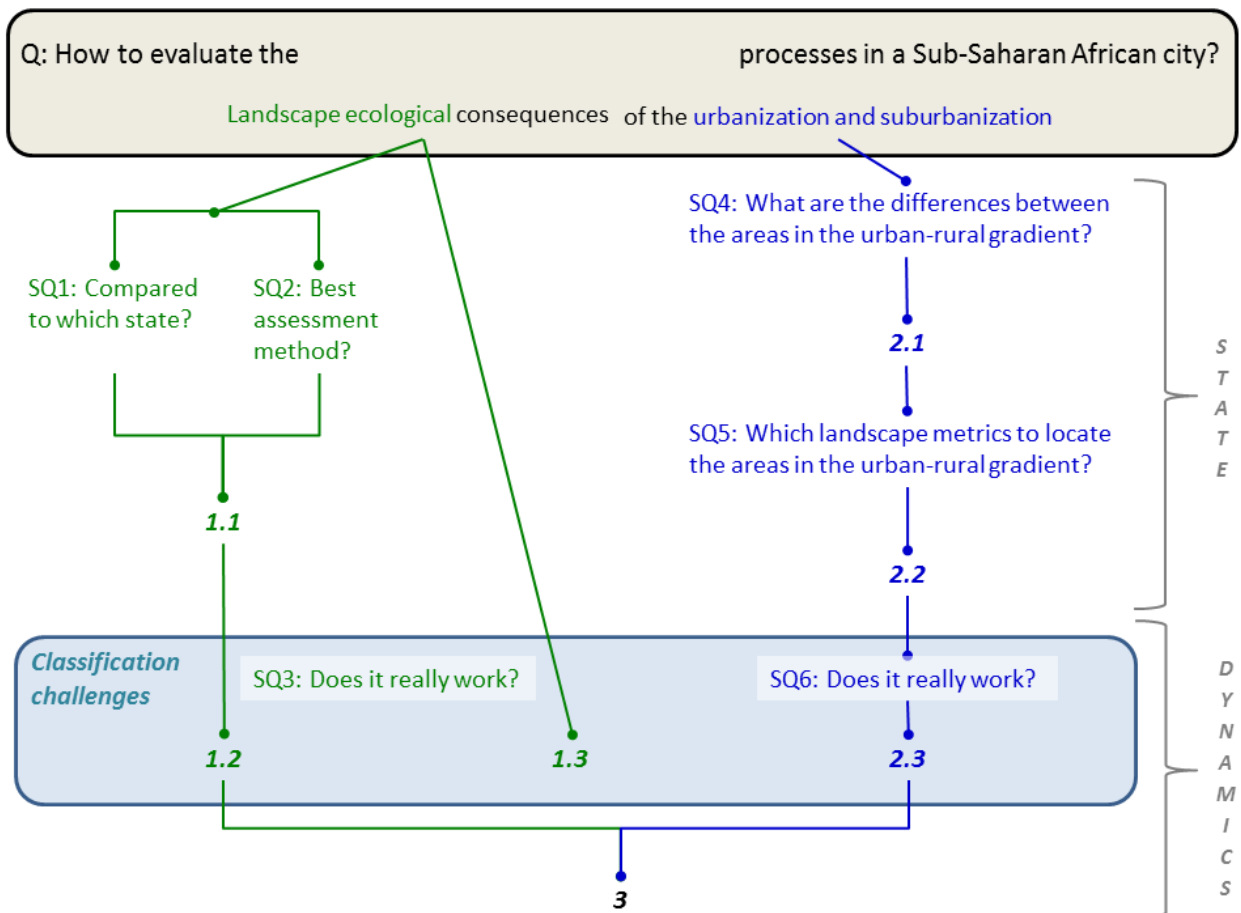 Q: How to evaluate the processes in a Sub-Saharan African city?
Landscape ecological consequences of the urbanization and suburbanization
SQ1: Compared
to which state?
SQ2: Best
assessment
method?
1.1
SQ4: What are the differences between
the areas in the urban-rural gradient?
2.1
SQ5: Which landscape metrics to locate
the areas in the urban-rural gradient?
2.2
STATE
Classification
challenges
SQ3: Does it really work?
SQ6: Does it really work?
1.2
1.3
2.3
DYNAMICS
3